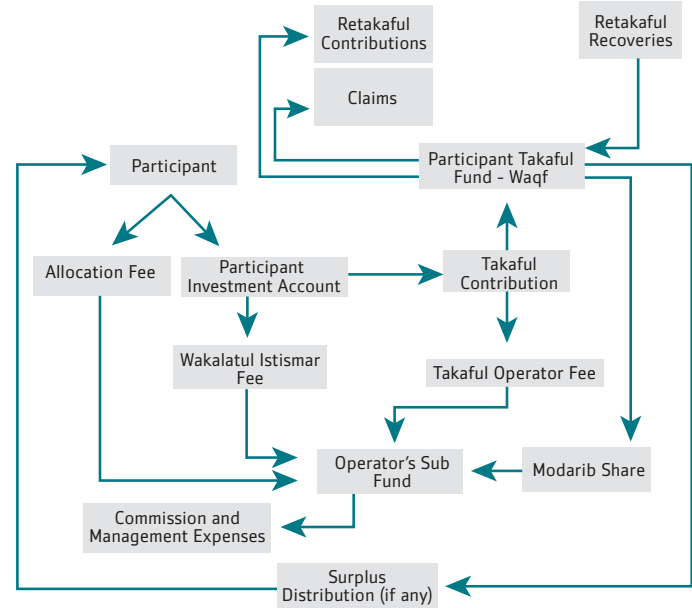 Retakaful
Contributions
Retakaful
Recoveries
Claims
Participant
Participant Takaful
Fund - Waqf
Allocation Fee
Participant
Investment Account
Takaful
Contribution
Wakalatul Istismar
Fee
Takaful Operator Fee
Operator's Sub
Fund
Modarib Share
Commission and
Management Expenses
Surplus
Distribution (if any)